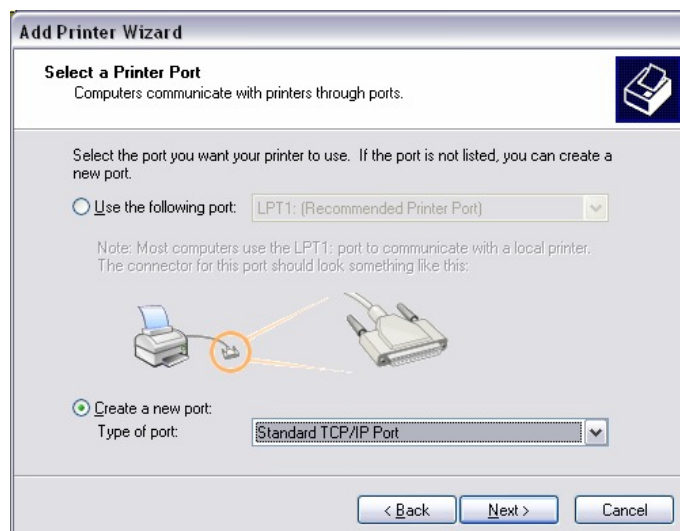 Add Printer Wizard
Select a Printer Port
Computers communicate with printers through ports.
Select the port you want your printer to use. If the port is not listed, you can create a
new port.
Use the following port: LPT1: (Recommended Printer Port)
Note: Most computers use the LPT1: port to communicate with a local printer.
The connector for this port should look something like this:
Create a new port:
Type of port: Standard TCP/IP Port
< Back Next > Cancel